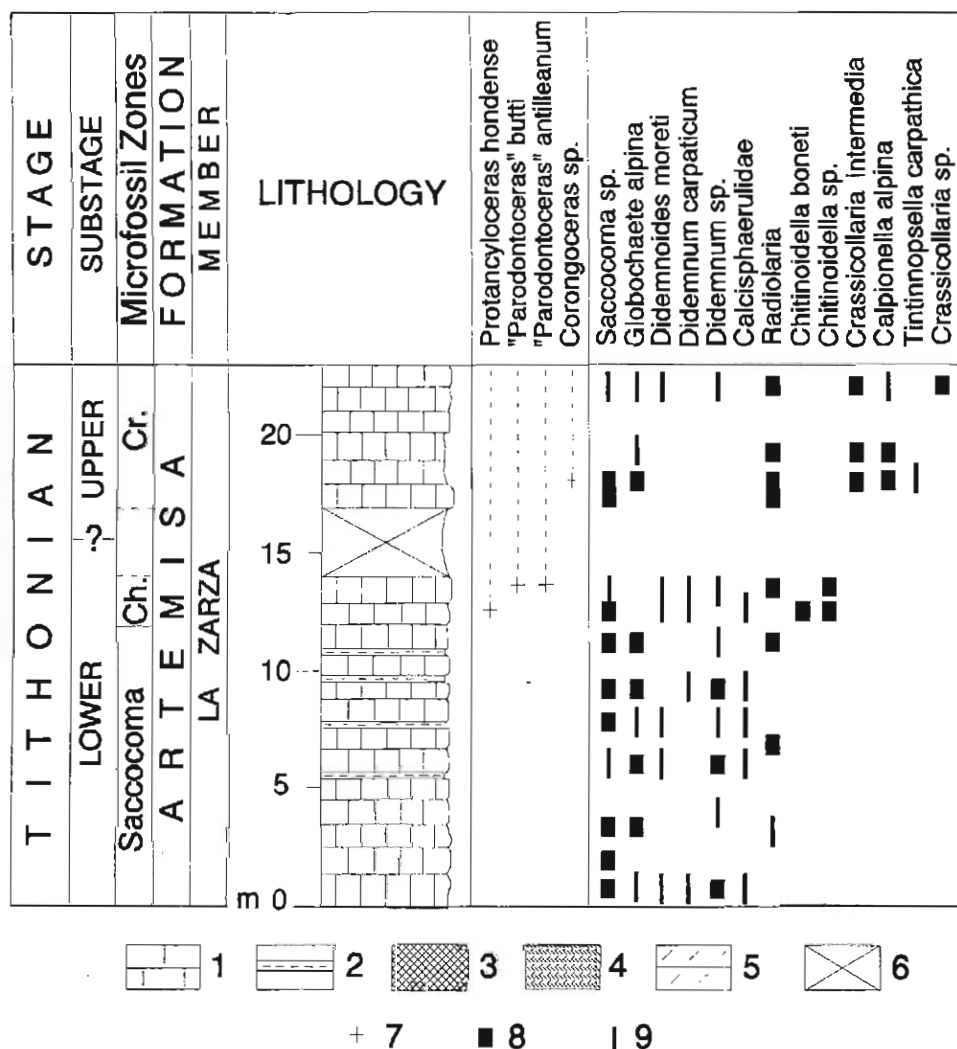 STAGE
SUBSTAGE
Microfossil Zones
FORMATION
MEMBER
LITHOLOGY
Protancyloceras hondense
"Parodontoceras" butti
"Parodontoceras" antilleanum
Corongoceras sp.
Saccocoma sp.
Globochaete alpina
Didemnoides moreti
Didemnum carpaticum
Didemnum sp.
Calcisphaerulidae
Radiolaria
Chitinoidella boneti
Chitinoidella sp.
Crassicollaria intermedia
Calpionella alpina
Tintinnopsella carpathica
Crassicollaria sp.
TITHONIAN
LOWER
-?-
UPPER
Saccocoma
Ch.
Cr.
ARTEMISA
LA ZARZA
20
15
10
5
m 0
1
2
3
4
5
6
7
8
9